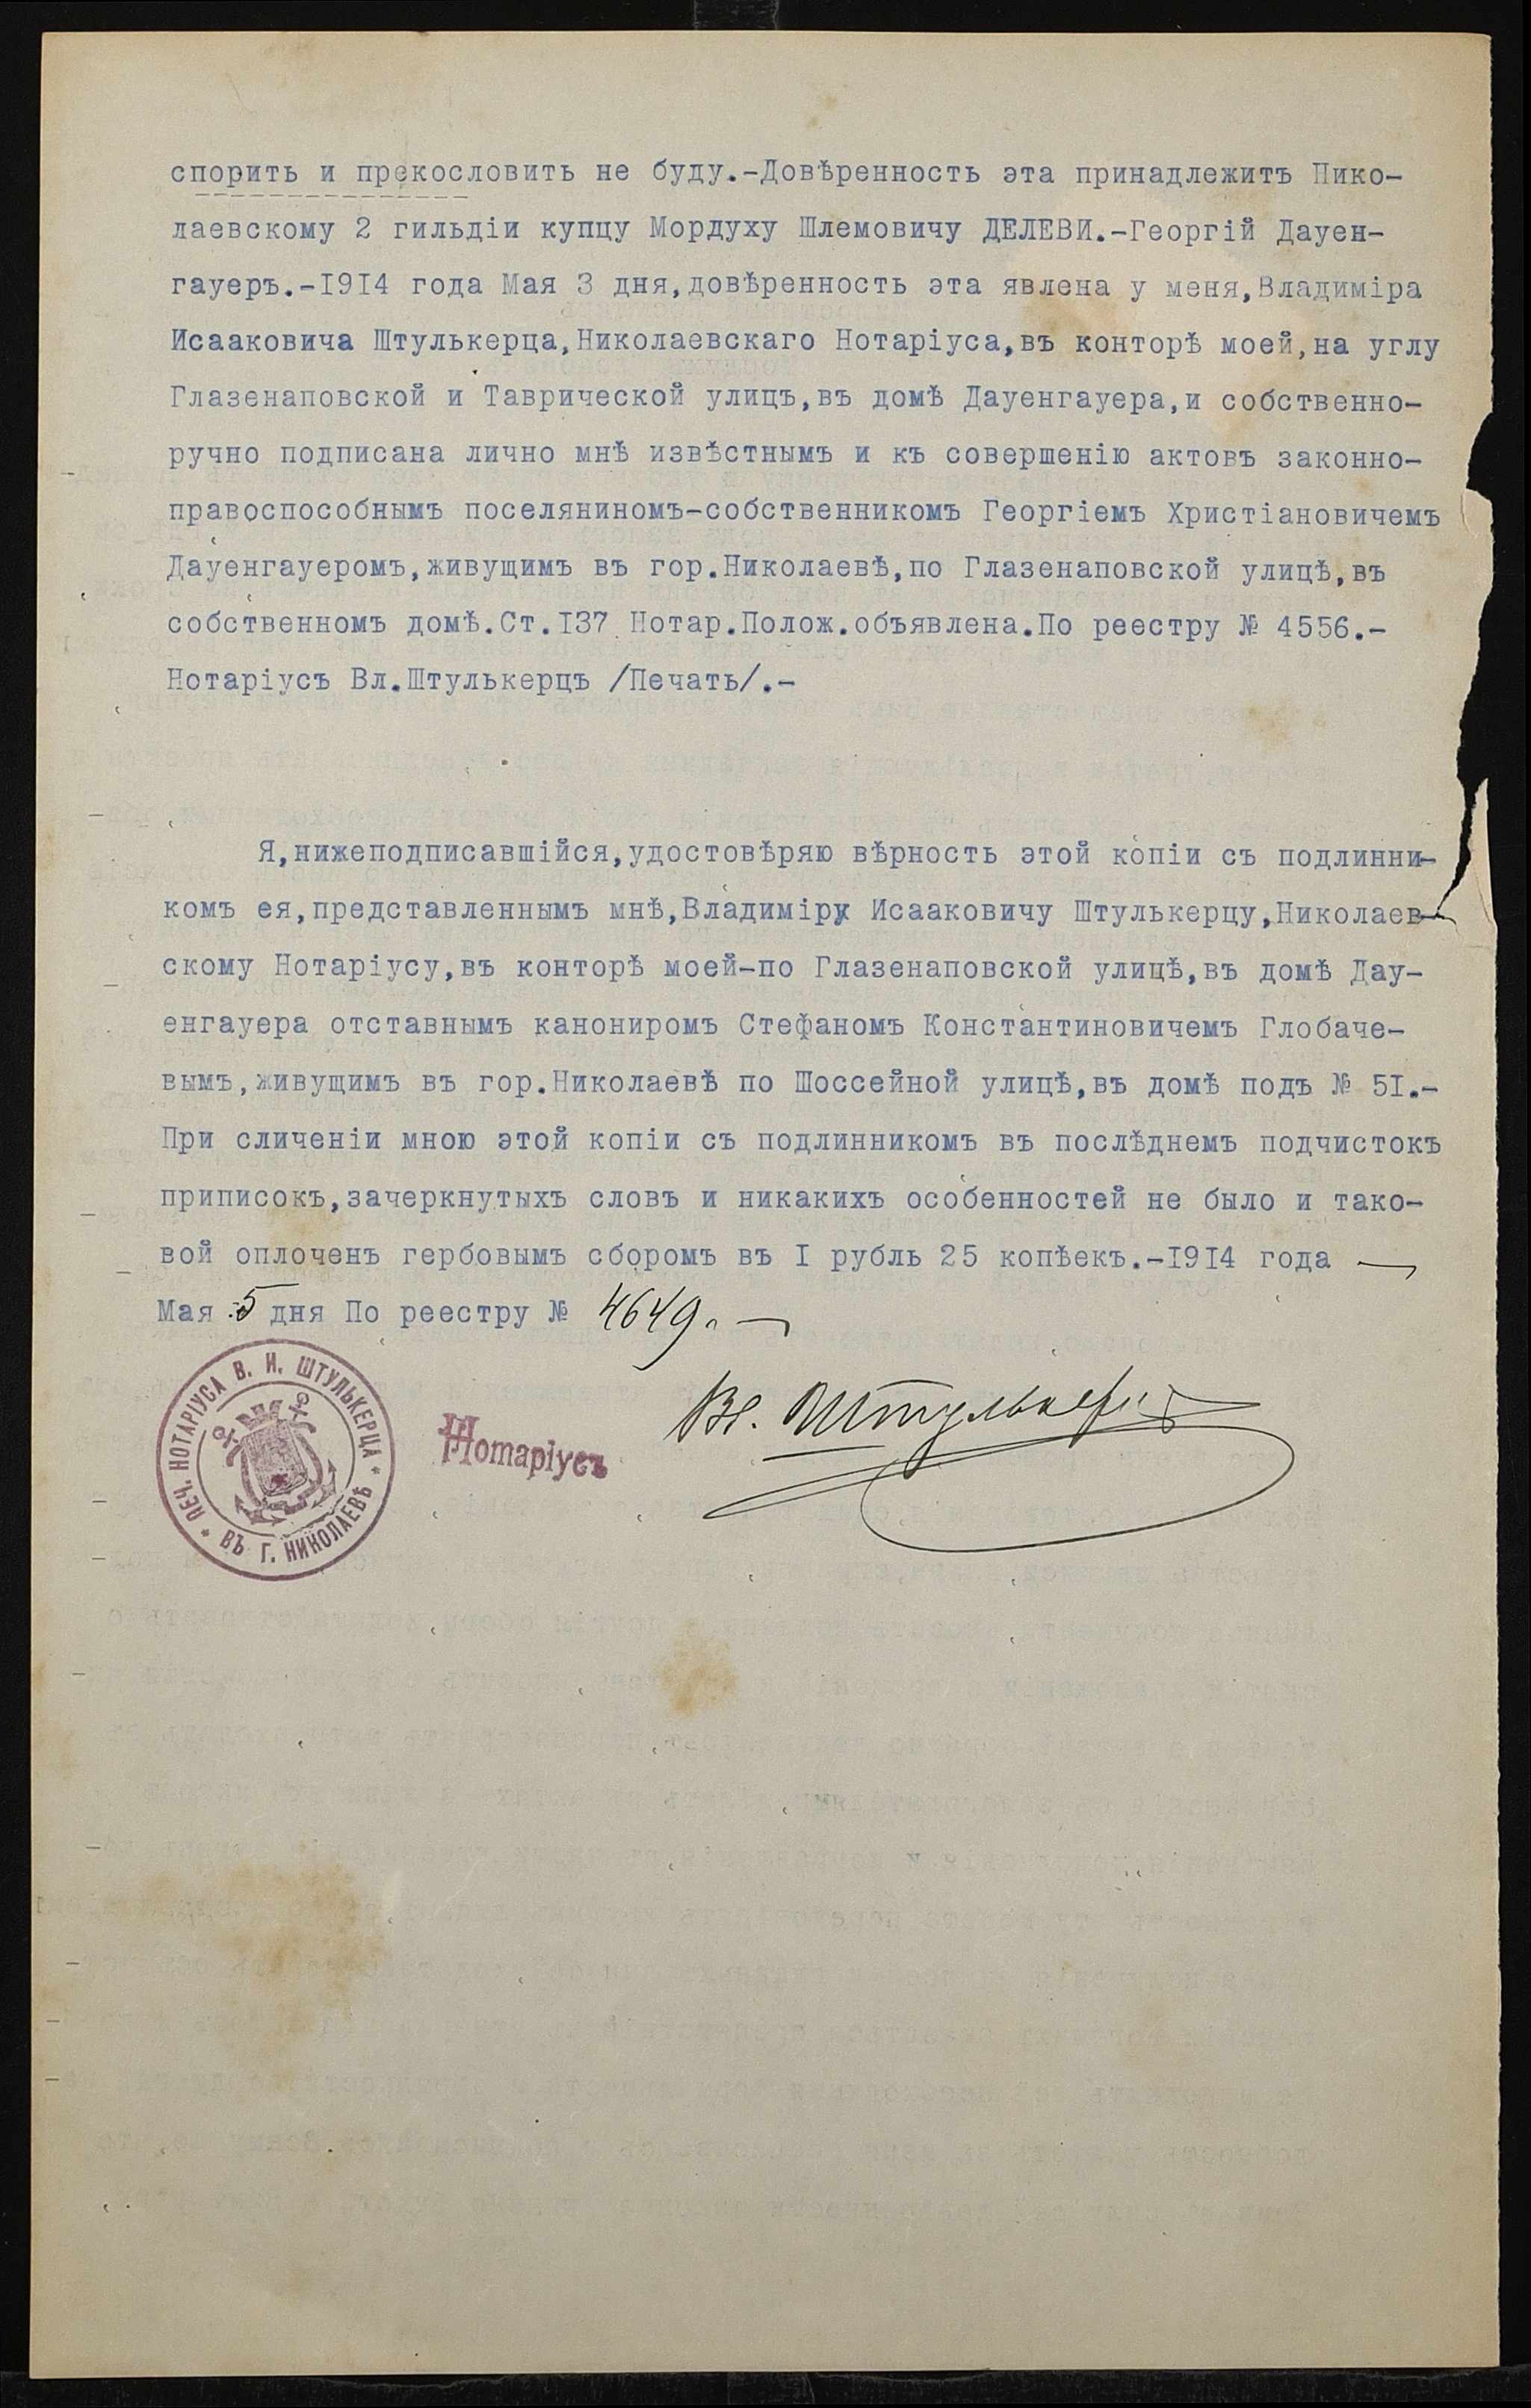 спорить и прекословить не буду.-Довѣренность эта принадлежитъ Нико-
лаевскому 2 гильдіи купцу Мордуху Шлемовичу ДЕЛЕВИ.-Георгій Дауен-
гауеръ.-I9I4 года Мая 3 дня,довѣренность эта явлена у меня,Владиміра
Исааковича Штулькерца,Николаевскаго Нотаріуса,въ конторѣ моей,на углу
Глазенаповской и Таврической улицъ,въ домѣ Дауенгауера,и собственно-
ручно подписана лично мнѣ извѣстнымъ и къ совершенію актовъ законно-
правоспособнымъ поселяниномъ-собственникомъ Георгіемъ Христіановичемъ
Дауенгауеромъ,живущимъ въ гор.Николаевѣ,по Глазенаповской улицѣ,въ
собственномъ домѣ.Ст.I37 Нотар.Полож.объявлена.По реестру № 4556.-
Нотаріусъ Вл.Штулькерцъ /Печать/.-
Я,нижеподписавшійся,удостовѣряю вѣрность этой копіи съ подлинни-
комъ ея,представленнымъ мнѣ,Владиміру Исааковичу Штулькерцу,Николаев-
скому Нотаріусу,въ конторѣ моей-по Глазенаповской улицѣ,въ домѣ Дау-
енгауера отставнымъ канониромъ Стефаномъ Константиновичемъ Глобаче-
вымъ,живущимъ въ гор.Николаевѣ по Шоссейной улицѣ,въ домѣ подъ № 5I.-
При сличеніи мною этой копіи съ подлинникомъ въ послѣднемъ подчистокъ
приписокъ,зачеркнутыхъ словъ и никакихъ особенностей не было и тако-
вой оплоченъ гербовымъ сборомъ въ I рубль 25 копѣекъ.-I9I4 года —
Мая 5 дня По реестру № 4649. —
ПЕЧ. НОТАРІУСА В. И. ШТУЛЬКЕРЦА * ВЪ Г. НИКОЛАЕВѢ *
Нотаріусъ
Вл. Штулькерцъ